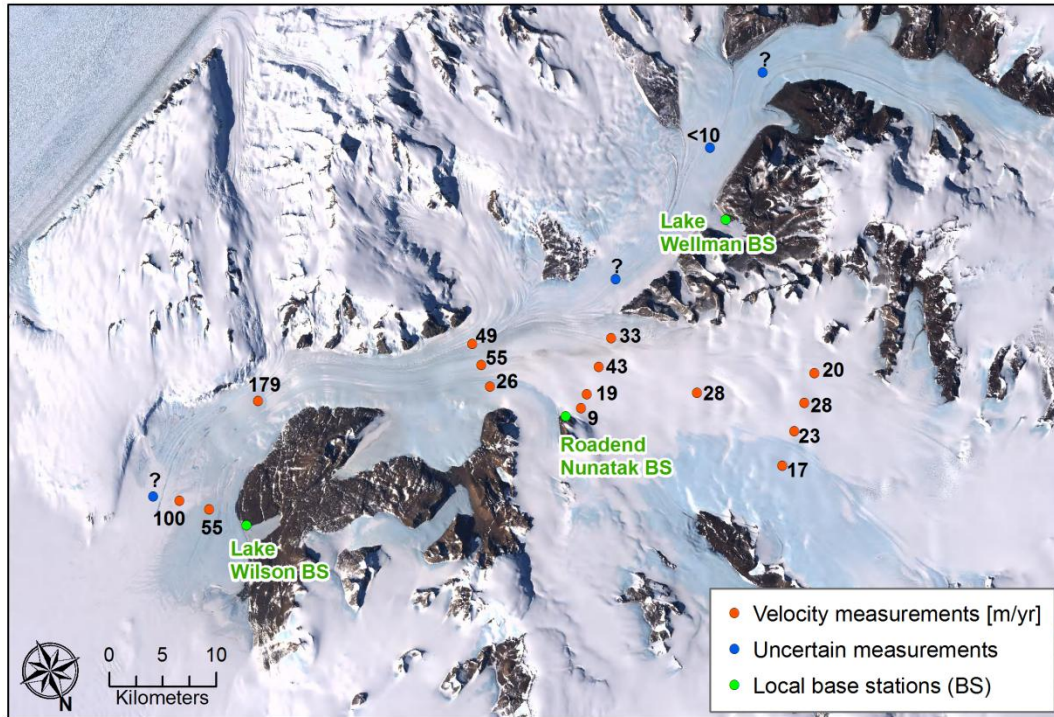 ?
<10
Lake
Wellman BS
?
49
33
55
43
20
179
26
19
28
28
9
23
Roadend
Nunatak BS
17
?
100
55
Lake
Wilson BS
Velocity measurements [m/yr]
Uncertain measurements
Local base stations (BS)
0 5 10
Kilometers
N